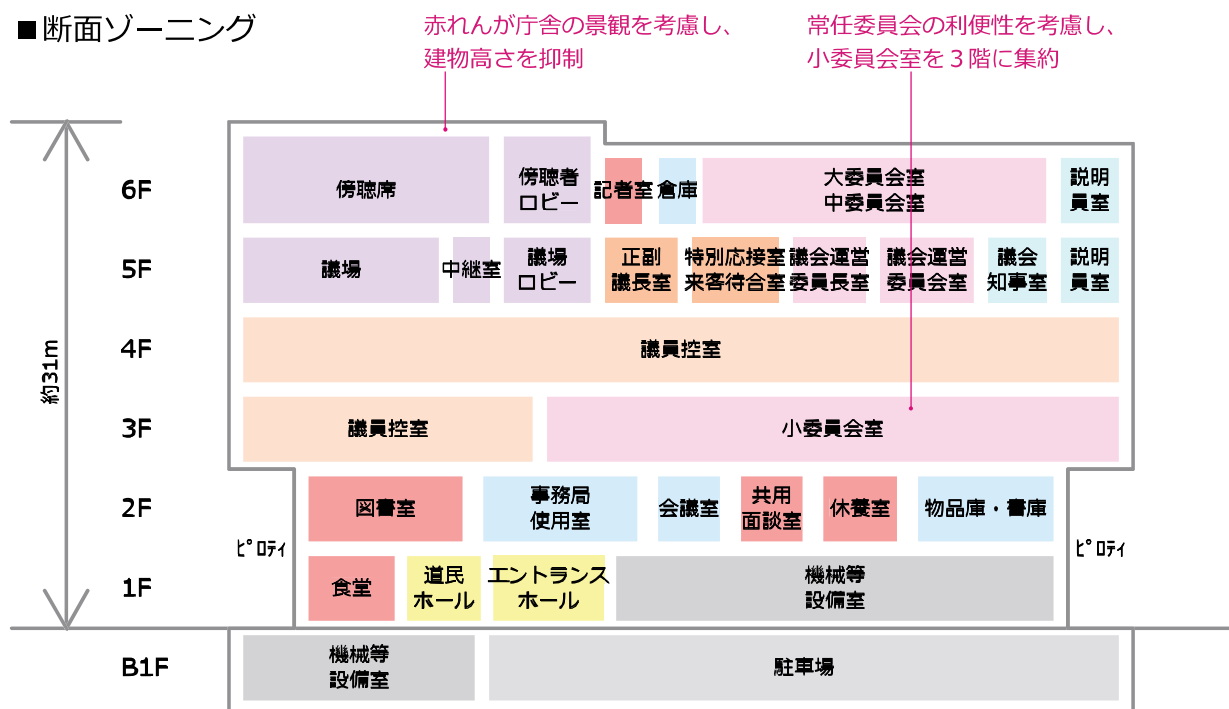 ■断面ゾーニング
赤れんが庁舎の景観を考慮し、
建物高さを抑制
常任委員会の利便性を考慮し、
小委員会室を３階に集約
約31m
6F
傍聴席
傍聴者
ロビー
記者室
倉庫
大委員会室
中委員会室
説明
員室
5F
議場
中継室
議場
ロビー
正副
議長室
特別応接室
来客待合室
議会運営
委員長室
議会運営
委員会室
議会
知事室
説明
員室
4F
議員控室
3F
議員控室
小委員会室
2F
図書室
事務局
使用室
会議室
共用
面談室
休養室
物品庫・書庫
ピロティ
ピロティ
1F
食堂
道民
ホール
エントランス
ホール
機械等
設備室
B1F
機械等
設備室
駐車場